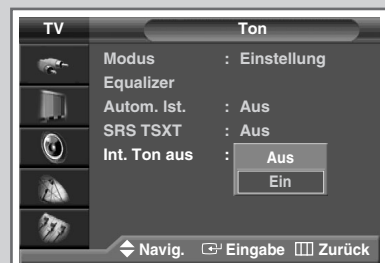 TV Ton
Modus : Einstellung
Equalizer
Autom. lst. : Aus
SRS TSXT : Aus
Int. Ton aus : Aus
Ein
Navig. Eingabe Zurück